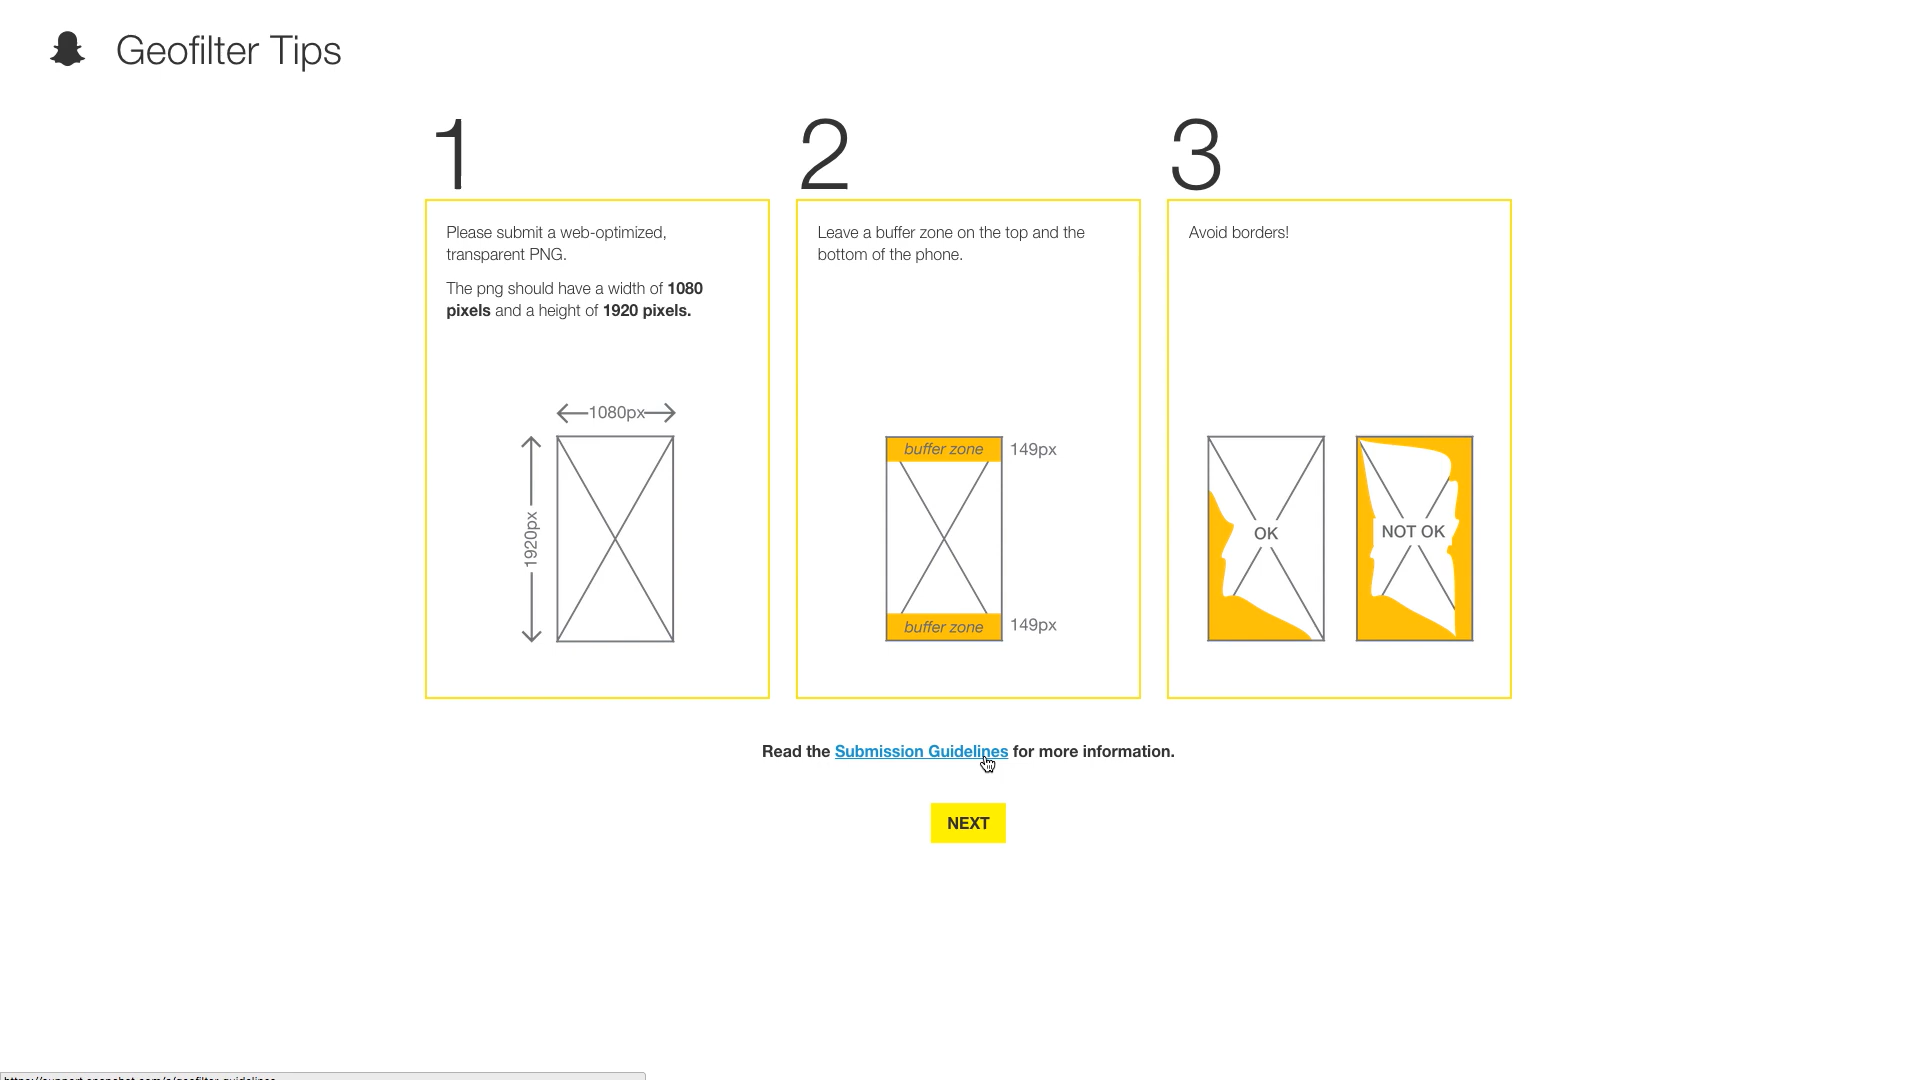 Geofilter Tips
1
Please submit a web-optimized,
transparent PNG.
The png should have a width of 1080
pixels and a height of 1920 pixels.
1080px
1920px
2
Leave a buffer zone on the top and the
bottom of the phone.
buffer zone
149px
buffer zone
149px
3
Avoid borders!
OK
NOT OK
Read the Submission Guidelines for more information.
NEXT